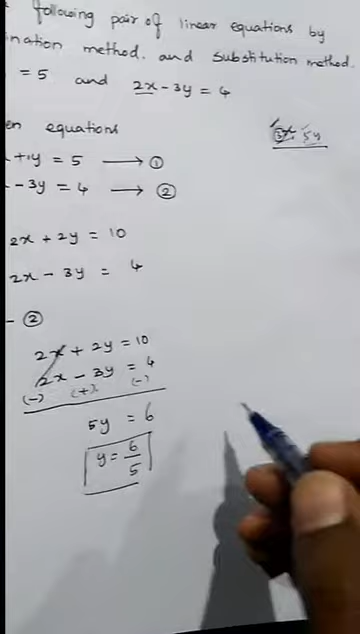 following pair of linear equations by
ination method. and substitution method.
= 5 and 2x - 3y = 4
en equations
x + y = 5 → ①
- 3y = 4 → ②
2x + 2y = 10
2x - 3y = 4
- ②
2x + 2y = 10
2x - 3y = 4
(-) (+) (-)
5y = 6
y = 6/5